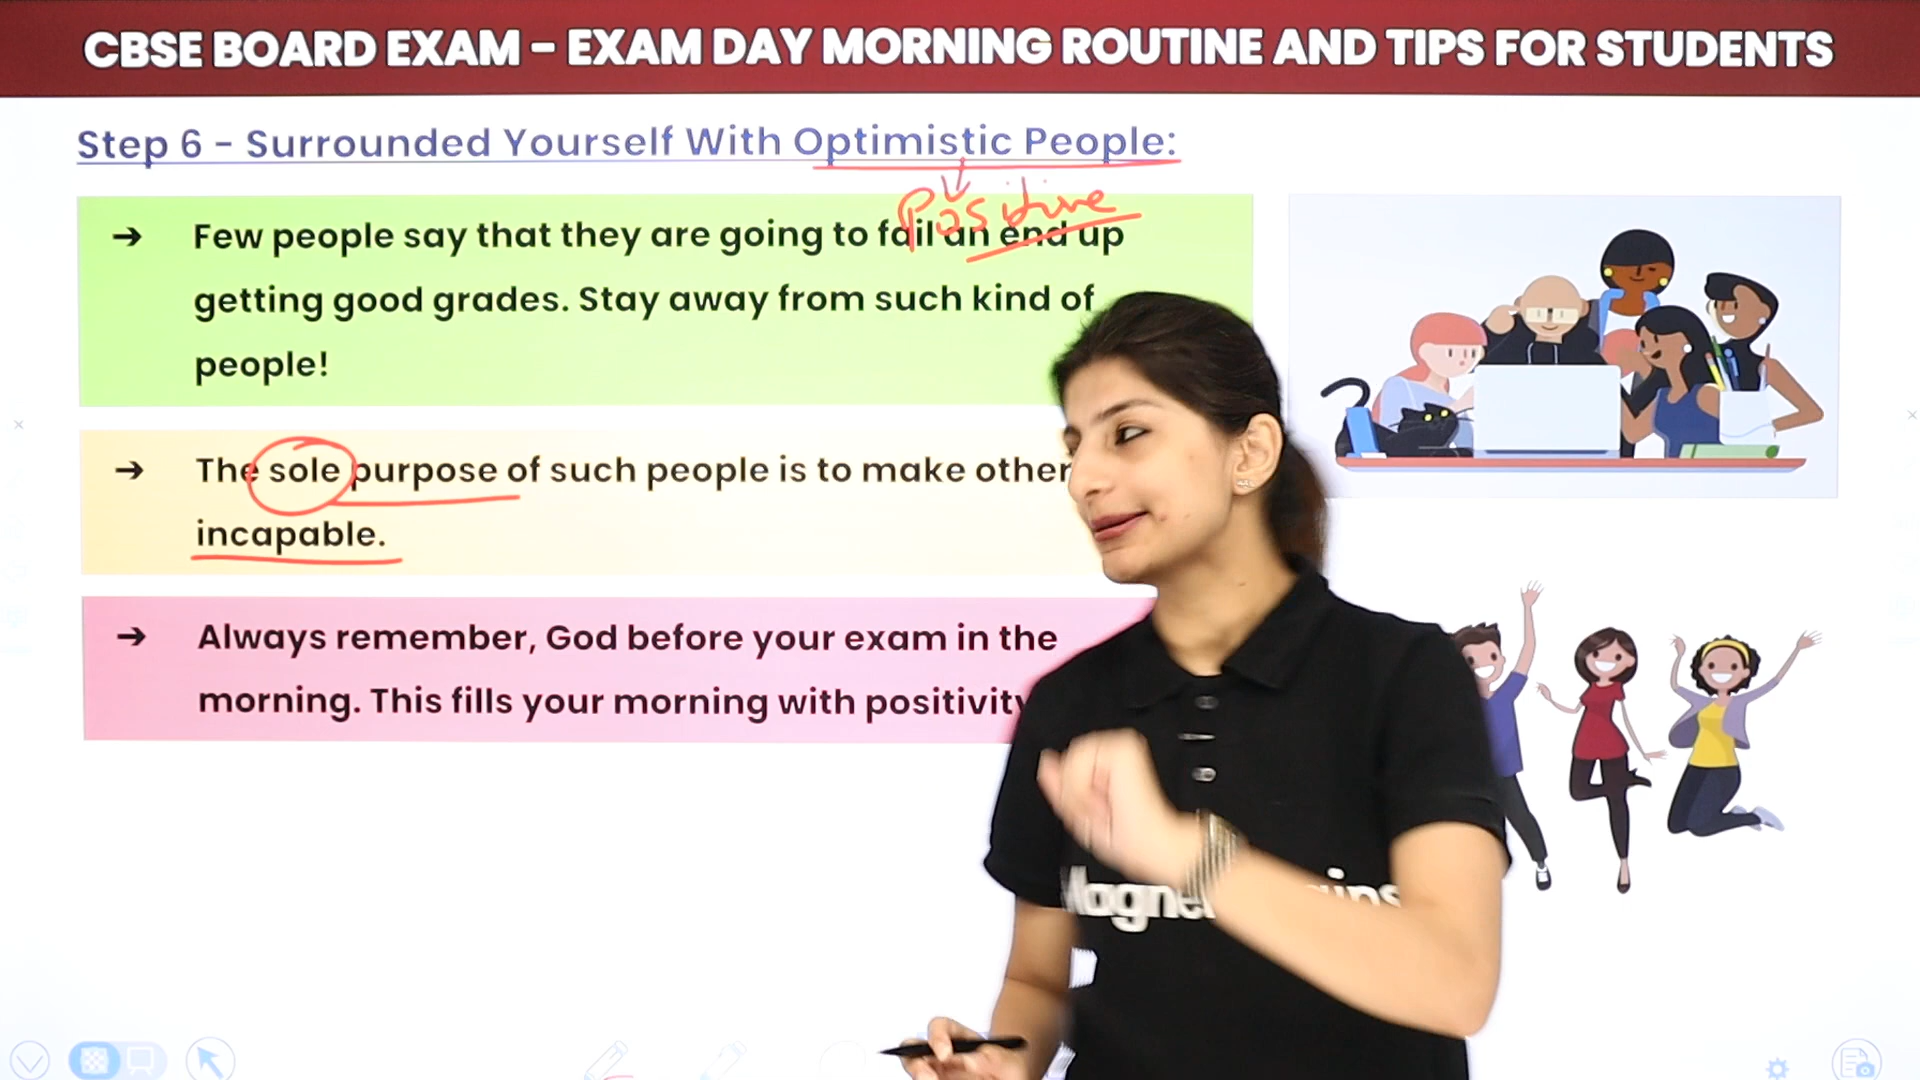 CBSE BOARD EXAM – EXAM DAY MORNING ROUTINE AND TIPS FOR STUDENTS
Step 6 - Surrounded Yourself With Optimistic People:
Positive
➔ Few people say that they are going to fail an end up
getting good grades. Stay away from such kind of
people!
➔ The sole purpose of such people is to make other
incapable.
➔ Always remember, God before your exam in the
morning. This fills your morning with positivity